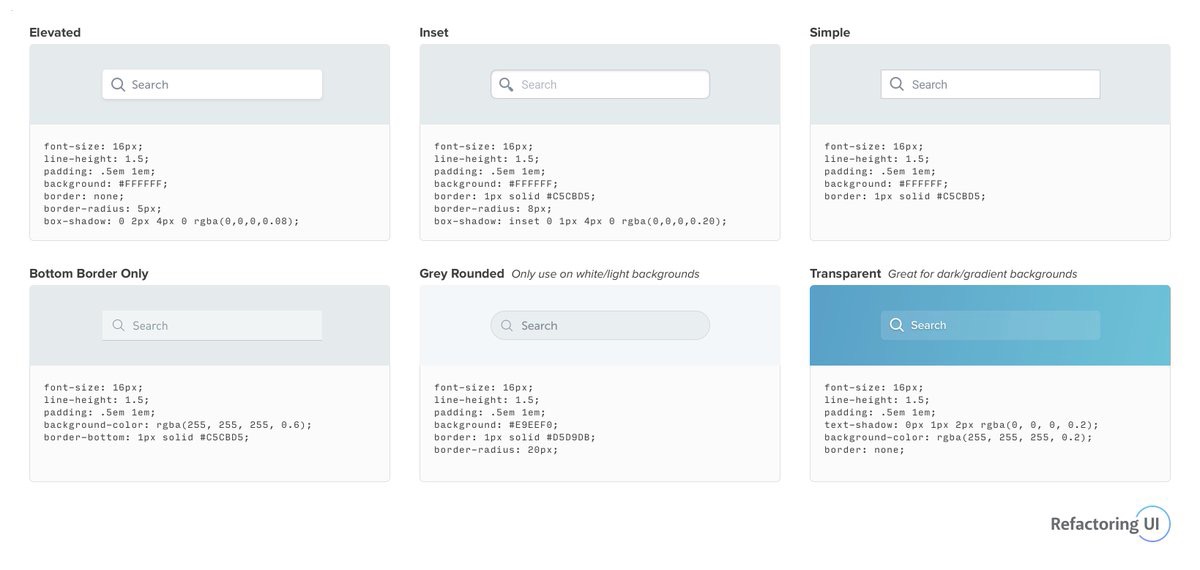 Elevated
Search
font-size: 16px;
line-height: 1.5;
padding: .5em 1em;
background: #FFFFFF;
border: none;
border-radius: 5px;
box-shadow: 0 2px 4px 0 rgba(0,0,0,0.08);
Inset
Search
font-size: 16px;
line-height: 1.5;
padding: .5em 1em;
background: #FFFFFF;
border: 1px solid #C5CBD5;
border-radius: 8px;
box-shadow: inset 0 1px 4px 0 rgba(0,0,0,0.20);
Simple
Search
font-size: 16px;
line-height: 1.5;
padding: .5em 1em;
background: #FFFFFF;
border: 1px solid #C5CBD5;
Bottom Border Only
Search
font-size: 16px;
line-height: 1.5;
padding: .5em 1em;
background-color: rgba(255, 255, 255, 0.6);
border-bottom: 1px solid #C5CBD5;
Grey Rounded Only use on white/light backgrounds
Search
font-size: 16px;
line-height: 1.5;
padding: .5em 1em;
background: #E9EEF0;
border: 1px solid #D5D9DB;
border-radius: 20px;
Transparent Great for dark/gradient backgrounds
Search
font-size: 16px;
line-height: 1.5;
padding: .5em 1em;
text-shadow: 0px 1px 2px rgba(0, 0, 0, 0.2);
background-color: rgba(255, 255, 255, 0.2);
border: none;
Refactoring UI